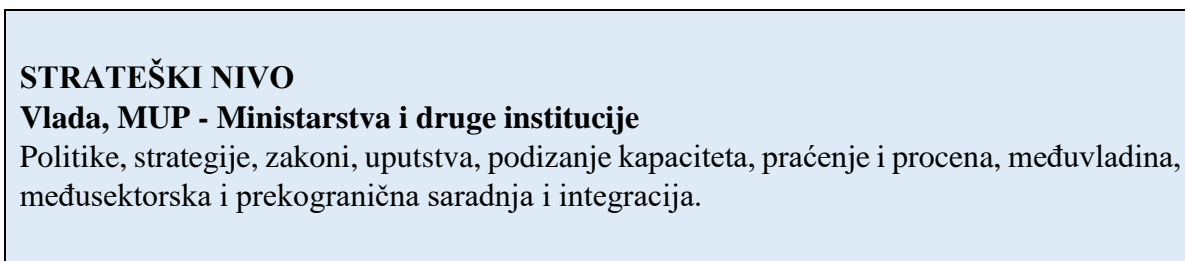 STRATEŠKI NIVO
Vlada, MUP - Ministarstva i druge institucije
Politike, strategije, zakoni, uputstva, podizanje kapaciteta, praćenje i procena, međuvladina,
međusektorska i prekogranična saradnja i integracija.